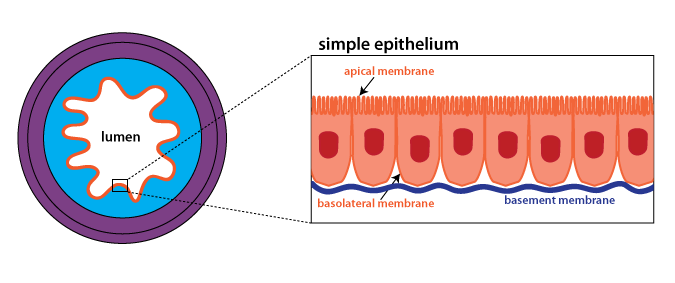 simple epithelium
apical membrane
lumen
basolateral membrane
basement membrane